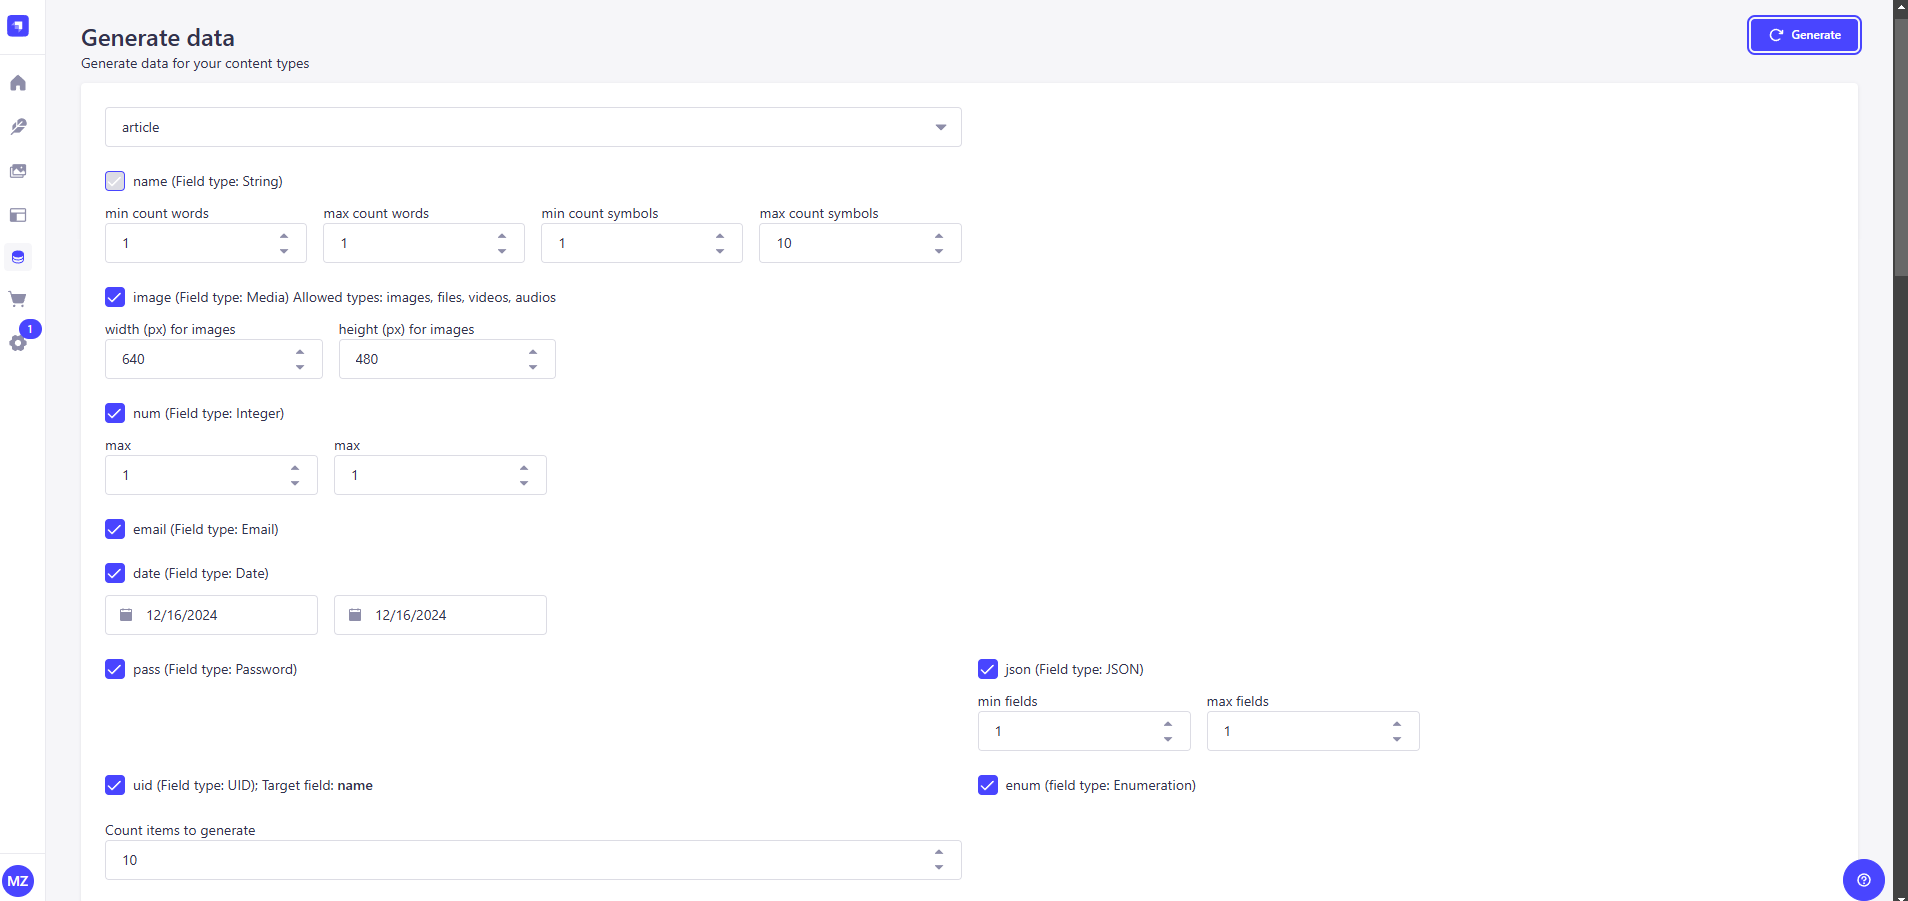 Generate data
Generate
Generate data for your content types
article
name (Field type: String)
min count words
max count words
min count symbols
max count symbols
1
1
1
10
image (Field type: Media) Allowed types: images, files, videos, audios
width (px) for images
height (px) for images
1
640
480
num (Field type: Integer)
max
max
1
1
email (Field type: Email)
date (Field type: Date)
12/16/2024
12/16/2024
pass (Field type: Password)
json (Field type: JSON)
min fields
max fields
1
1
uid (Field type: UID); Target field: name
enum (field type: Enumeration)
Count items to generate
10
MZ